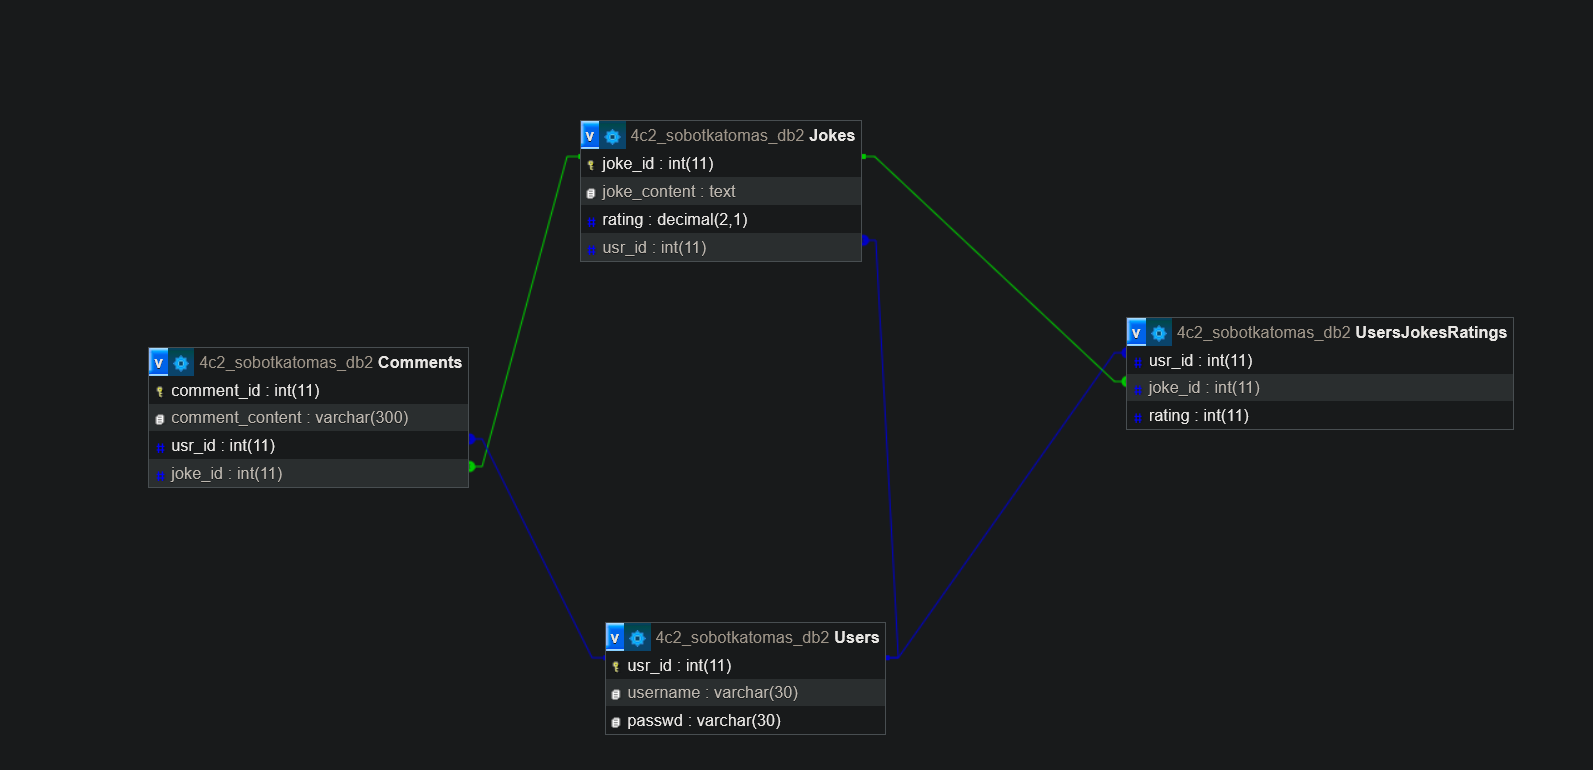 v 4c2_sobotkatomas_db2 Jokes
joke_id : int(11)
joke_content : text
# rating : decimal(2,1)
# usr_id : int(11)
v 4c2_sobotkatomas_db2 UsersJokesRatings
# usr_id : int(11)
# joke_id : int(11)
# rating : int(11)
v 4c2_sobotkatomas_db2 Comments
comment_id : int(11)
comment_content : varchar(300)
# usr_id : int(11)
# joke_id : int(11)
v 4c2_sobotkatomas_db2 Users
usr_id : int(11)
username : varchar(30)
passwd : varchar(30)